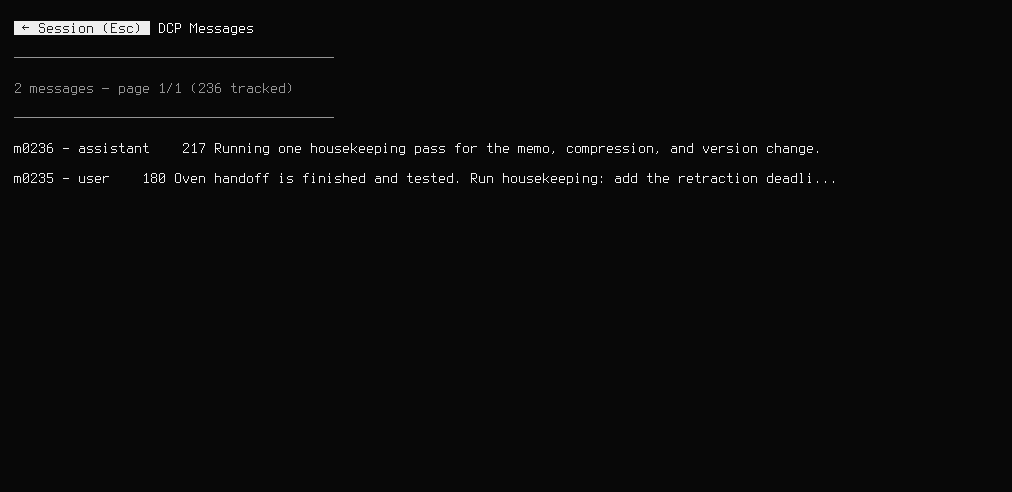 ← Session (Esc) DCP Messages
2 messages – page 1/1 (236 tracked)
m0236 – assistant    217 Running one housekeeping pass for the memo, compression, and version change.
m0235 – user    180 Oven handoff is finished and tested. Run housekeeping: add the retraction deadli...